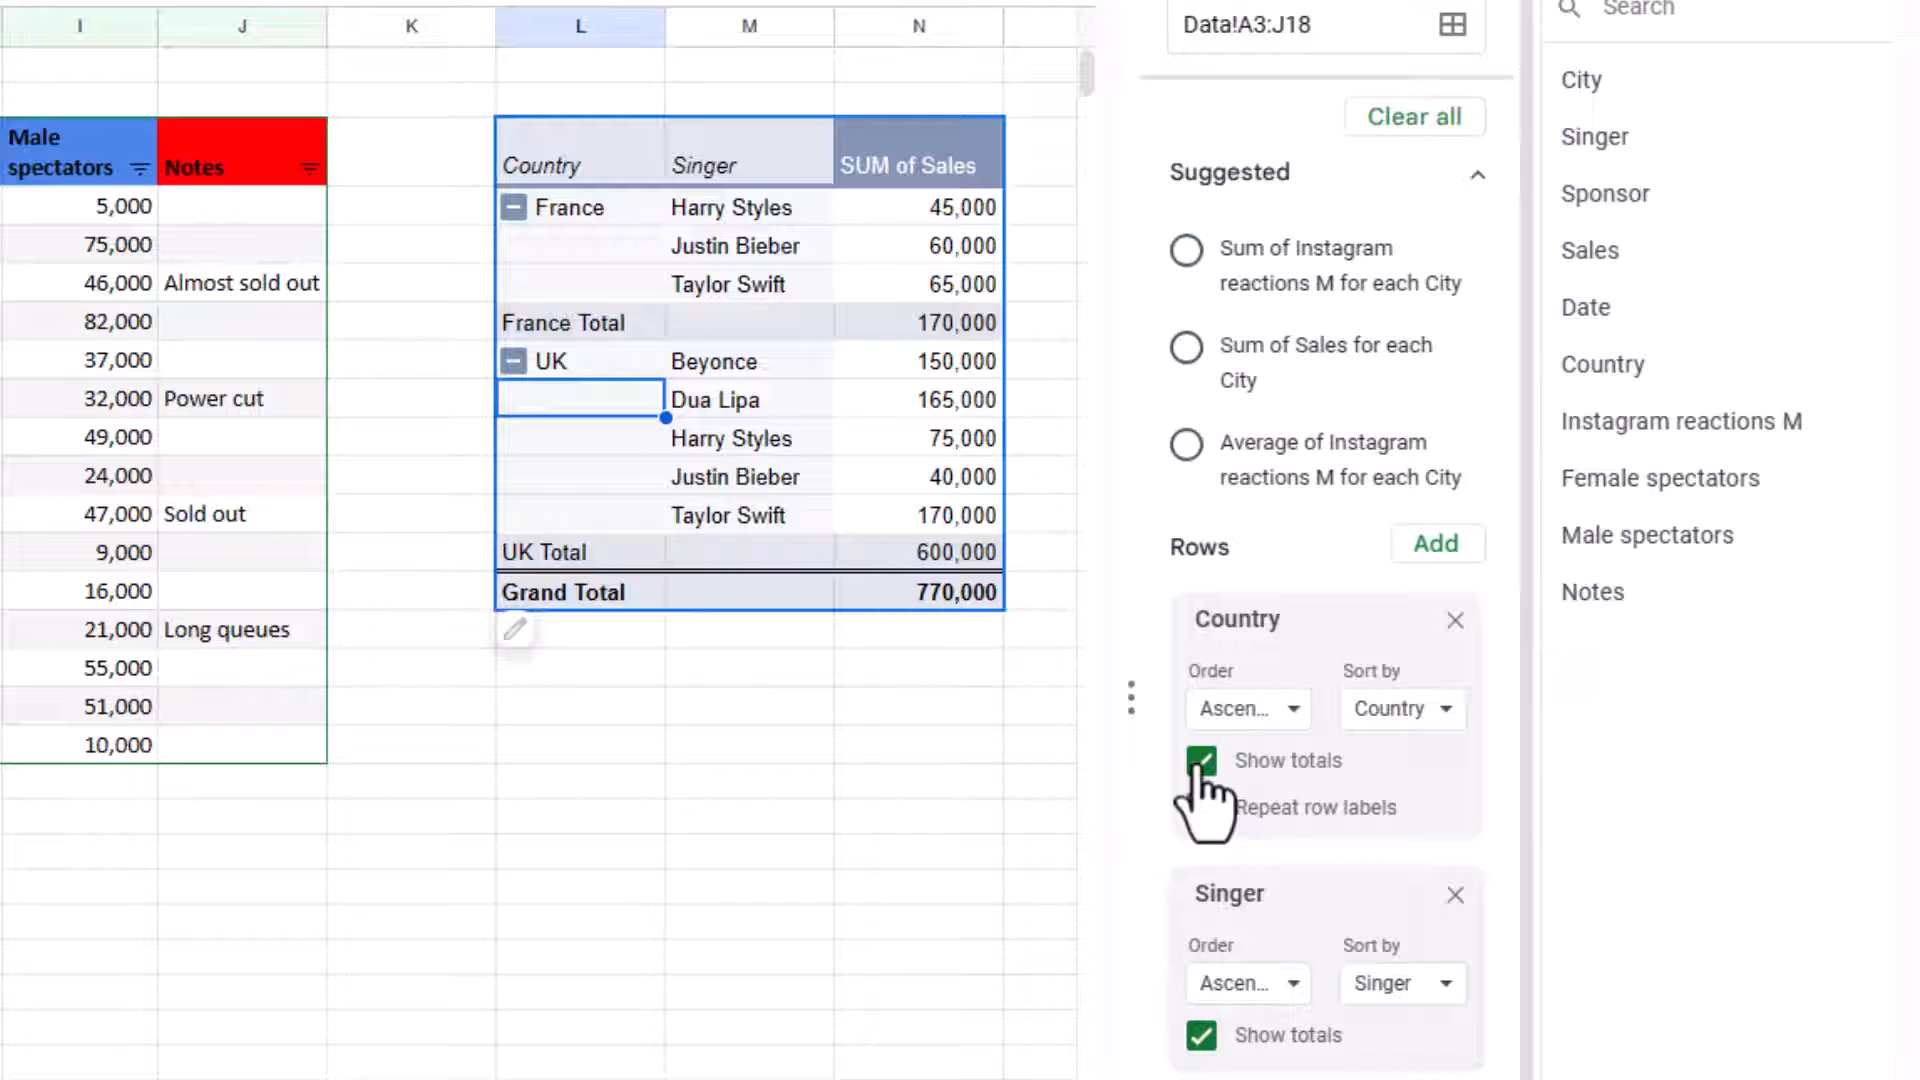 I J K L M N
Male
spectators Notes
5,000
75,000
46,000 Almost sold out
82,000
37,000
32,000 Power cut
49,000
24,000
47,000 Sold out
9,000
16,000
21,000 Long queues
55,000
51,000
10,000
Country Singer SUM of Sales
France Harry Styles 45,000
Justin Bieber 60,000
Taylor Swift 65,000
France Total 170,000
UK Beyonce 150,000
Dua Lipa 165,000
Harry Styles 75,000
Justin Bieber 40,000
Taylor Swift 170,000
UK Total 600,000
Grand Total 770,000
Data!A3:J18
Clear all
Suggested
Sum of Instagram
reactions M for each City
Sum of Sales for each
City
Average of Instagram
reactions M for each City
Rows Add
Country
Order Sort by
Ascen... Country
Show totals
Repeat row labels
Singer
Order Sort by
Ascen... Singer
Show totals
Search
City
Singer
Sponsor
Sales
Date
Country
Instagram reactions M
Female spectators
Male spectators
Notes